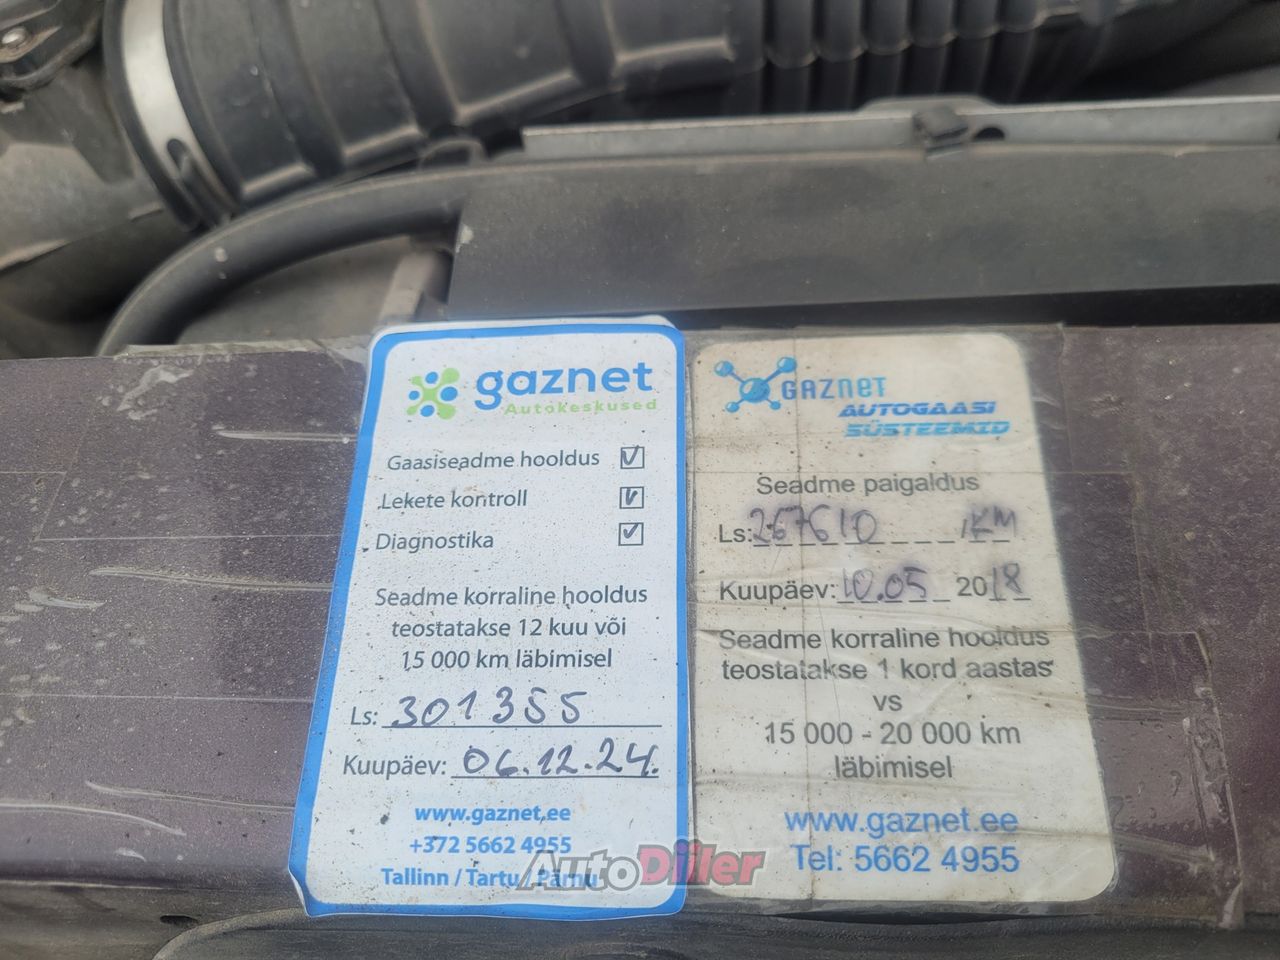 gaznet
Autokeskused
Gaasiseadme hooldus
Lekete kontroll
Diagnostika
Seadme korraline hooldus
teostatakse 12 kuu või
15 000 km läbimisel
Ls: 301355
Kuupäev: 06.12.24.
www.gaznet.ee
+372 5662 4955
Tallinn / Tartu / Pärnu
GAZNET
AUTOGAASI
SÜSTEEMID
Seadme paigaldus
Ls: 267610, KM
Kuupäev: 10.05 2018
Seadme korraline hooldus
teostatakse 1 kord aastas
vs
15 000 - 20 000 km
läbimisel
www.gaznet.ee
Tel: 5662 4955
AutoDiiler